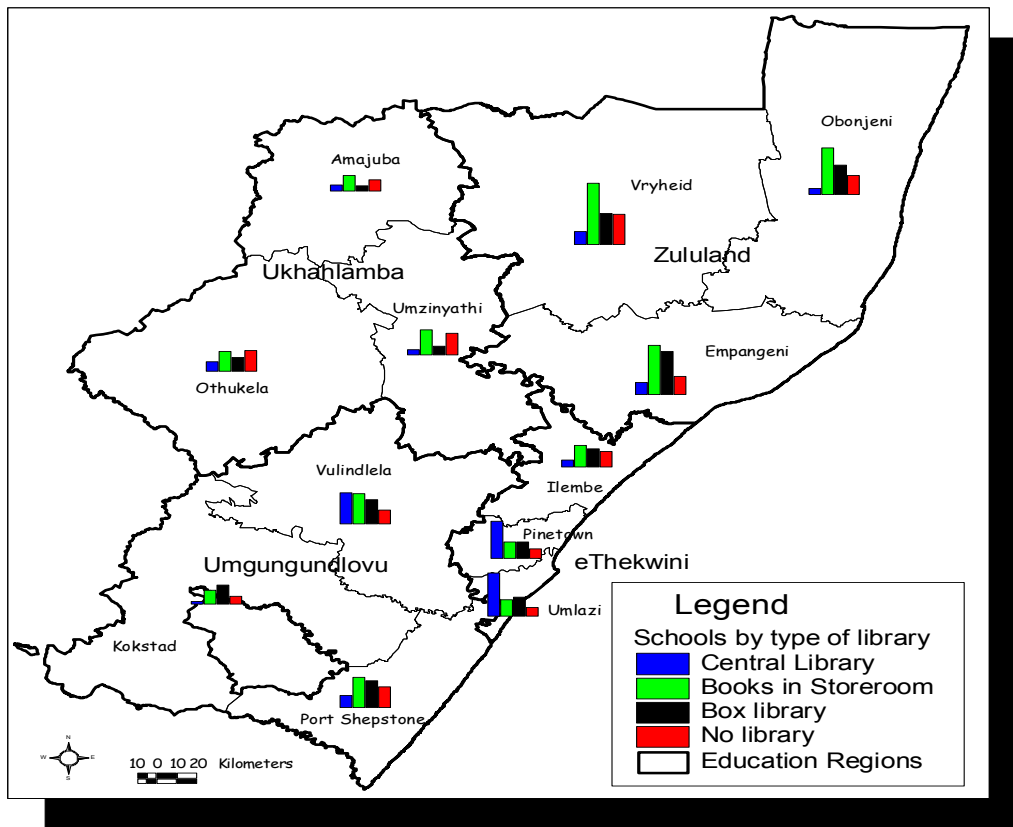 Obonjeni
Amajuba
Vryheid
Zululand
Ukhahlamba
Umzinyathi
Empangeni
Othukela
Vulindlela
Ilembe
Pinetown
eThekwini
Umgungundlovu
Umlazi
Kokstad
Port Shepstone
Legend
Schools by type of library
Central Library
Books in Storeroom
Box library
No library
Education Regions
N
W E
S
10 0 10 20 Kilometers